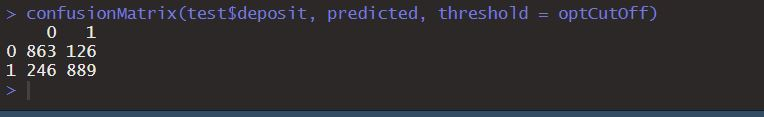 > confusionMatrix(test$deposit, predicted, threshold = optCutOff)
0 1
0 863 126
1 246 889
>